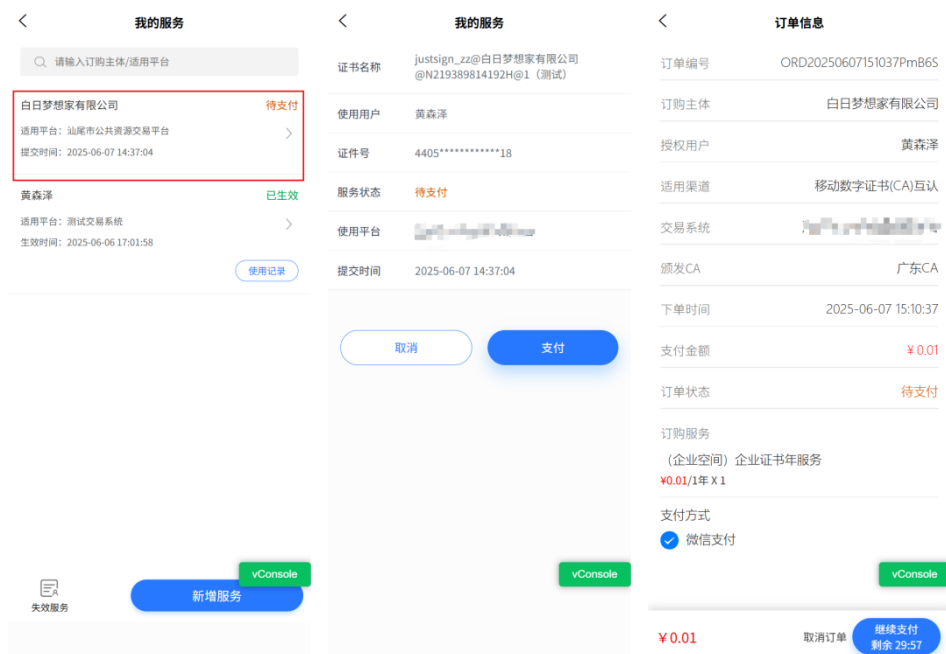 我的服务
请输入订购主体/适用平台
白日梦想家有限公司
待支付
适用平台：汕尾市公共资源交易平台
提交时间：2025-06-07 14:37:04
黄森泽
已生效
适用平台：测试交易系统
生效时间：2025-06-06 17:01:58
使用记录
失效服务
新增服务
vConsole
我的服务
证书名称
justsign_zz@白日梦想家有限公司
@N219389814192H@1（测试）
使用用户
黄森泽
证件号
4405************18
服务状态
待支付
使用平台
提交时间
2025-06-07 14:37:04
取消
支付
vConsole
订单信息
订单编号
ORD20250607151037PmB6S
订购主体
白日梦想家有限公司
授权用户
黄森泽
适用渠道
移动数字证书(CA)互认
交易系统
颁发CA
广东CA
下单时间
2025-06-07 15:10:37
支付金额
¥ 0.01
订单状态
待支付
订购服务
（企业空间）企业证书年服务
¥0.01/1年 X 1
支付方式
微信支付
vConsole
¥ 0.01
取消订单
继续支付
剩余 29:57